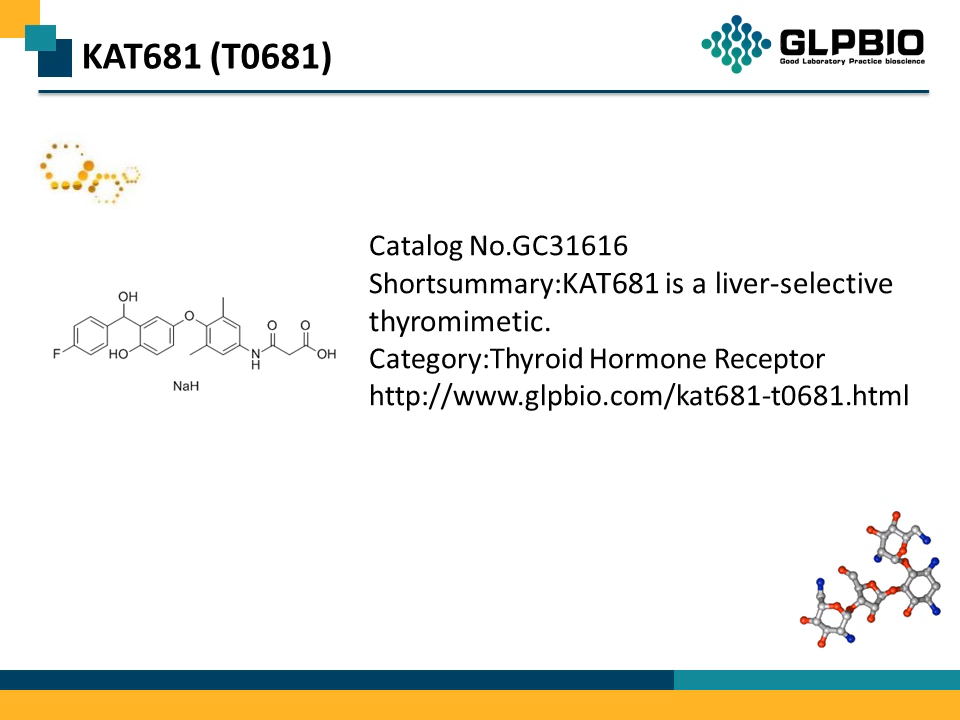 KAT681 (T0681)
GLPBIO
Good Laboratory Practice bioscience
Catalog No.GC31616
Shortsummary:KAT681 is a liver-selective
thyromimetic.
Category:Thyroid Hormone Receptor
http://www.glpbio.com/kat681-t0681.html
OH
O
O
O
F
HO
N
H
OH
NaH